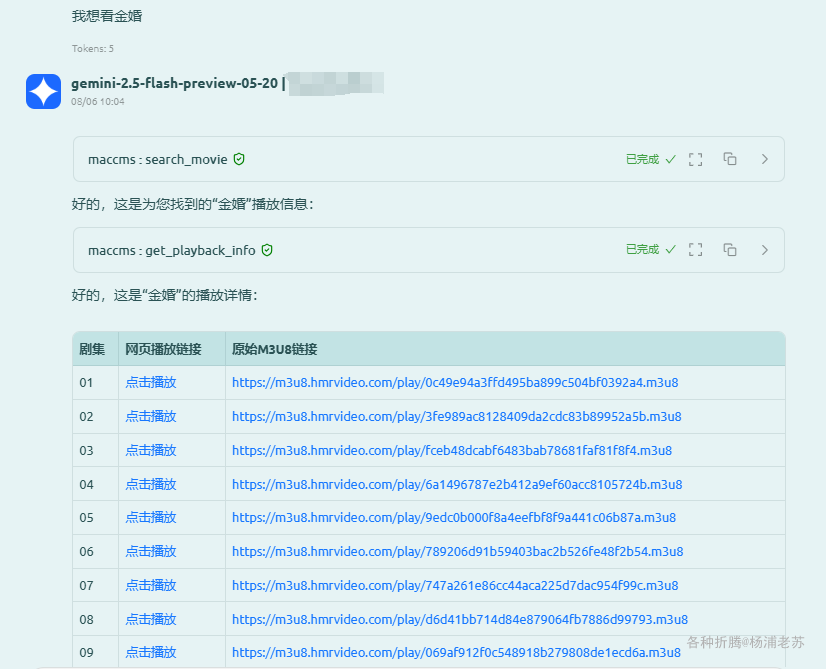 我想看金婚
Tokens: 5
gemini-2.5-flash-preview-05-20 |
08/06 10:04
maccms : search_movie 已完成
好的，这是为您找到的“金婚”播放信息：
maccms : get_playback_info 已完成
好的，这是“金婚”的播放详情：
剧集 网页播放链接 原始M3U8链接
01 点击播放 https://m3u8.hmrvideo.com/play/0c49e94a3ffd495ba899c504bf0392a4.m3u8
02 点击播放 https://m3u8.hmrvideo.com/play/3fe989ac8128409da2cdc83b89952a5b.m3u8
03 点击播放 https://m3u8.hmrvideo.com/play/fceb48dcabf6483bab78681faf81f8f4.m3u8
04 点击播放 https://m3u8.hmrvideo.com/play/6a1496787e2b412a9ef60acc8105724b.m3u8
05 点击播放 https://m3u8.hmrvideo.com/play/9edc0b000f8a4eefbf8f9a441c06b87a.m3u8
06 点击播放 https://m3u8.hmrvideo.com/play/789206d91b59403bac2b526fe48f2b54.m3u8
07 点击播放 https://m3u8.hmrvideo.com/play/747a261e86cc44aca225d7dac954f99c.m3u8
08 点击播放 https://m3u8.hmrvideo.com/play/d6d41bb714d84e879064fb7886d99793.m3u8
各种折腾@杨浦老苏
09 点击播放 https://m3u8.hmrvideo.com/play/069af912f0c548918b279808de1ecd6a.m3u8